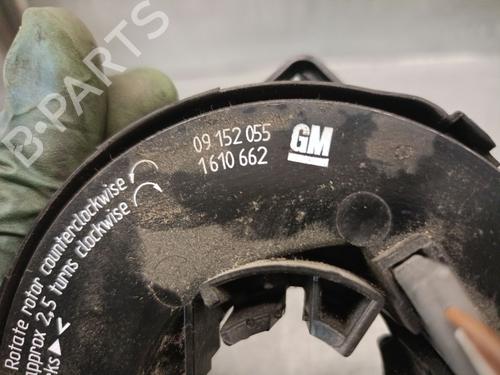 09 152 055
1610 662
GM
Rotate rotor counterclockwise
approx 2,5 turns clockwise
B-PARTS